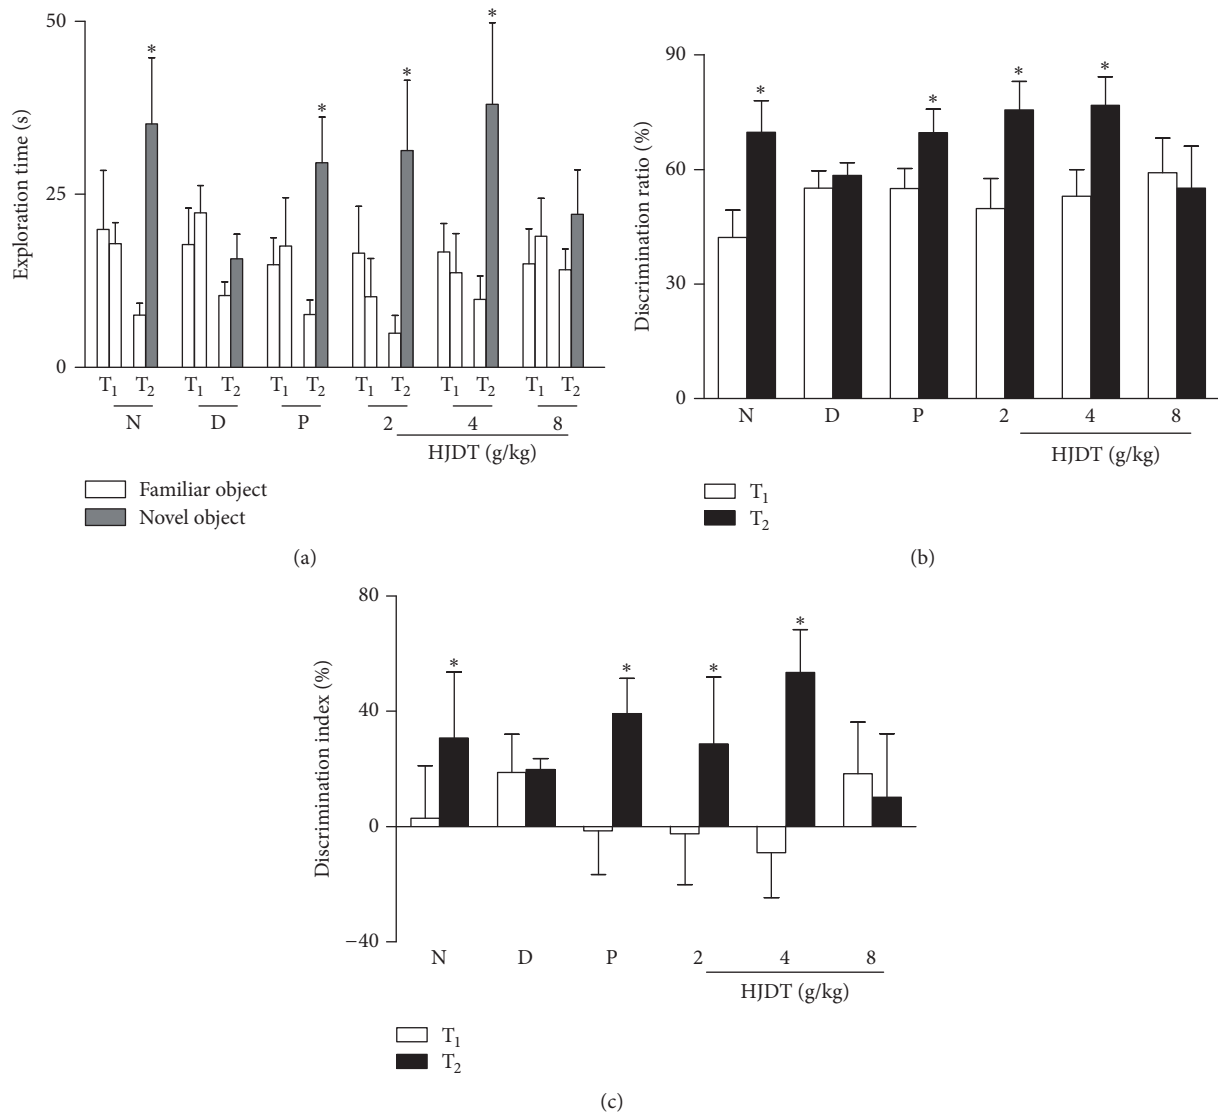 50
25
0
Exploration time (s)
* * * * *
T1 T2 T1 T2 T1 T2 T1 T2 T1 T2 T1 T2
N D P 2 4 8
HJDT (g/kg)
Familiar object
Novel object
(a)
90
60
30
0
Discrimination ratio (%)
* * * * *
N D P 2 4 8
HJDT (g/kg)
T1
T2
(b)
80
40
0
−40
Discrimination index (%)
* * * *
N D P 2 4 8
HJDT (g/kg)
T1
T2
(c)